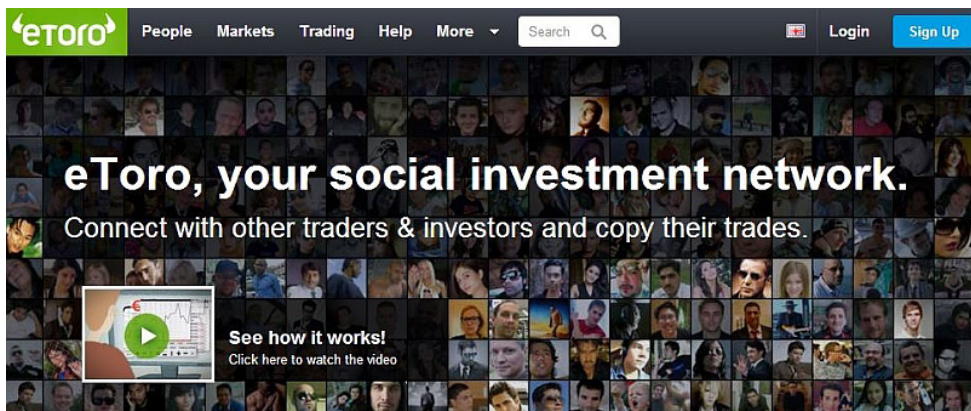 eToro
People Markets Trading Help More Search Login Sign Up
eToro, your social investment network.
Connect with other traders & investors and copy their trades.
See how it works!
Click here to watch the video